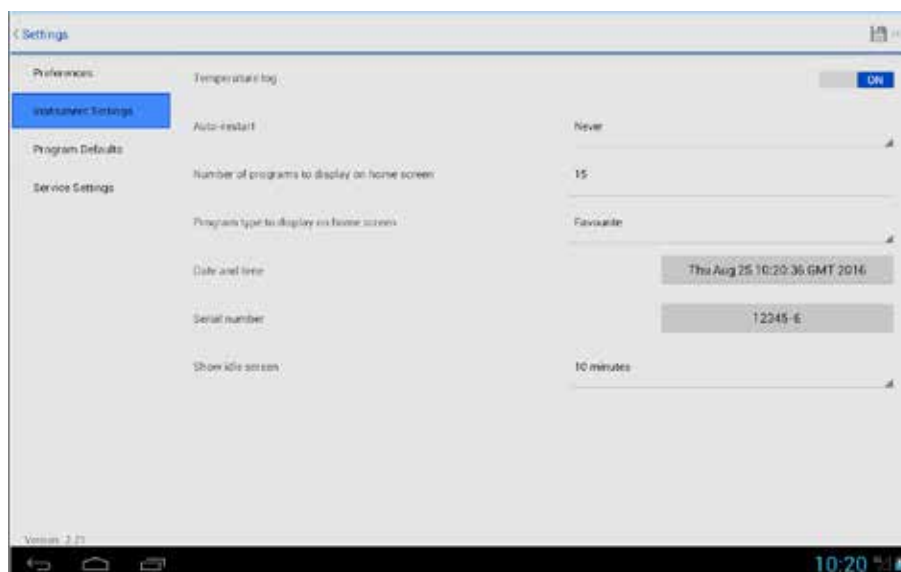 Settings
Preferences
Temperature log
ON
Instrument Settings
Auto-restart
Never
Program Defaults
Number of programs to display on home screen
15
Service Settings
Program type to display on home screen
Favourite
Date and time
Thu Aug 25 10:20:36 GMT 2016
Serial number
12345-6
Show idle screen
10 minutes
Version: 2.21
10:20